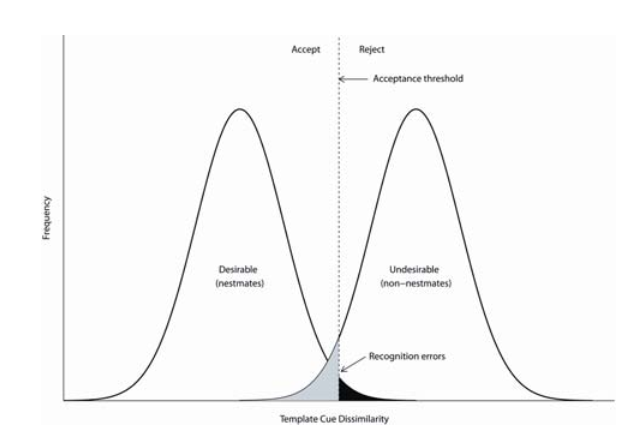 Accept
Reject
Acceptance threshold
Frequency
Desirable
(nestmates)
Undesirable
(non−nestmates)
Recognition errors
Template Cue Dissimilarity